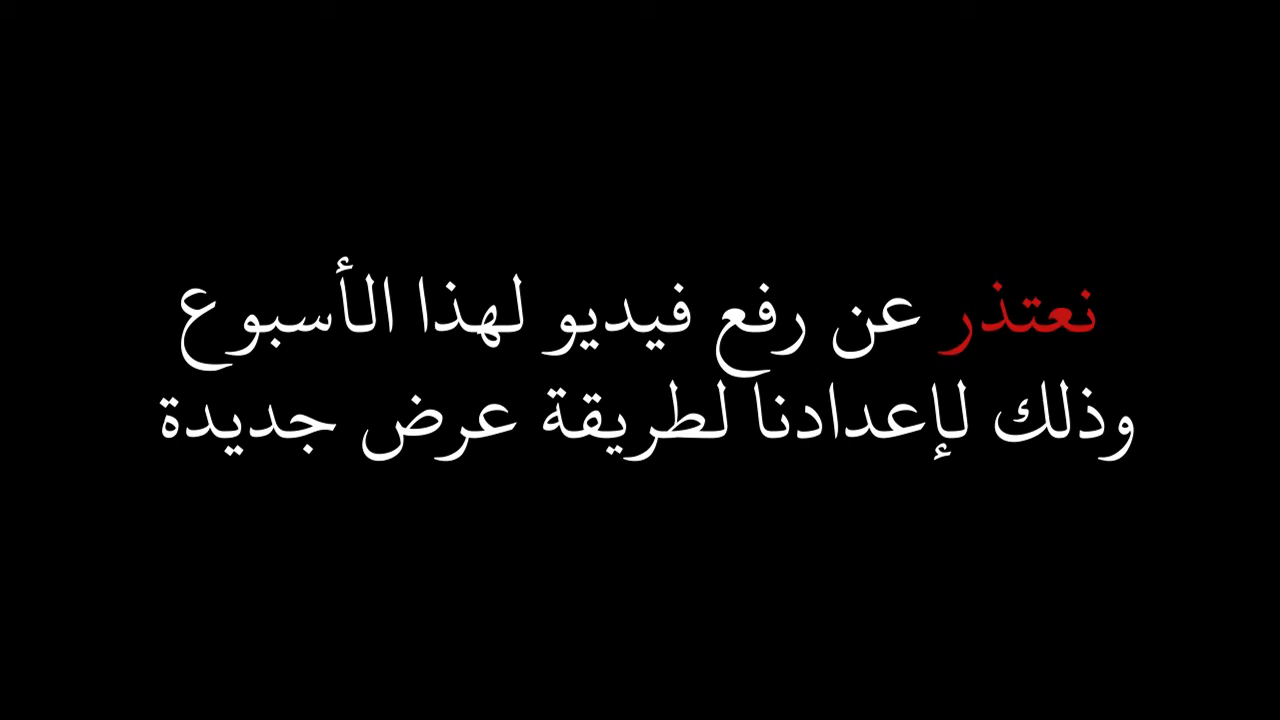 نعتذر عن رفع فيديو لهذا الأسبوع
وذلك لإعدادنا لطريقة عرض جديدة